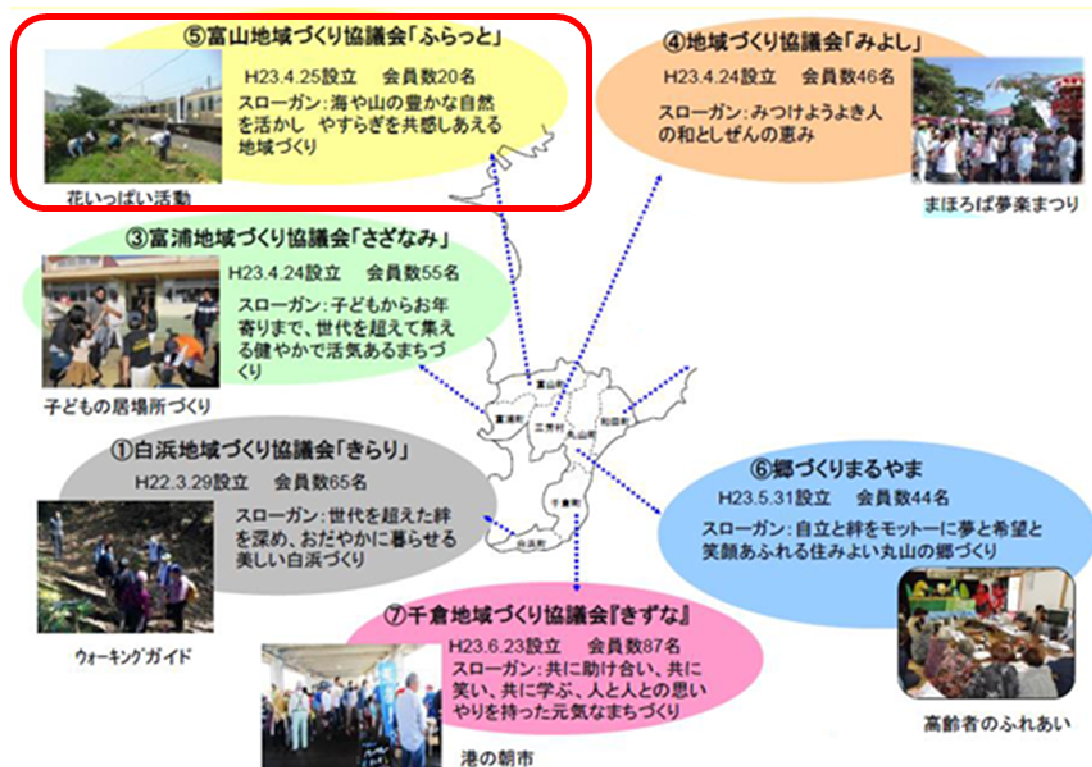 ⑤富山地域づくり協議会「ふらっと」
H23.4.25設立　会員数20名
スローガン：海や山の豊かな自然
を活かし　やすらぎを共感しあえる
地域づくり
花いっぱい活動
④地域づくり協議会「みよし」
H23.4.24設立　会員数46名
スローガン：みつけようよき人
の和としぜんの恵み
まほろば夢楽まつり
③富浦地域づくり協議会「さざなみ」
H23.4.24設立　会員数55名
スローガン：子どもからお年
寄りまで、世代を超えて集え
る健やかで活気あるまちづ
くり
子どもの居場所づくり
富山町
富浦町
三芳村
丸山町
和田町
千倉町
白浜町
①白浜地域づくり協議会「きらり」
H22.3.29設立　会員数65名
スローガン：世代を超えた絆
を深め、おだやかに暮らせる
美しい白浜づくり
ウォーキングガイド
⑥郷づくりまるやま
H23.5.31設立　会員数44名
スローガン：自立と絆をモットーに夢と希望と
笑顔あふれる住みよい丸山の郷づくり
高齢者のふれあい
⑦千倉地域づくり協議会『きずな』
H23.6.23設立　会員数87名
スローガン：共に助け合い、共に
笑い、共に学ぶ、人と人との思い
やりを持った元気なまちづくり
港の朝市